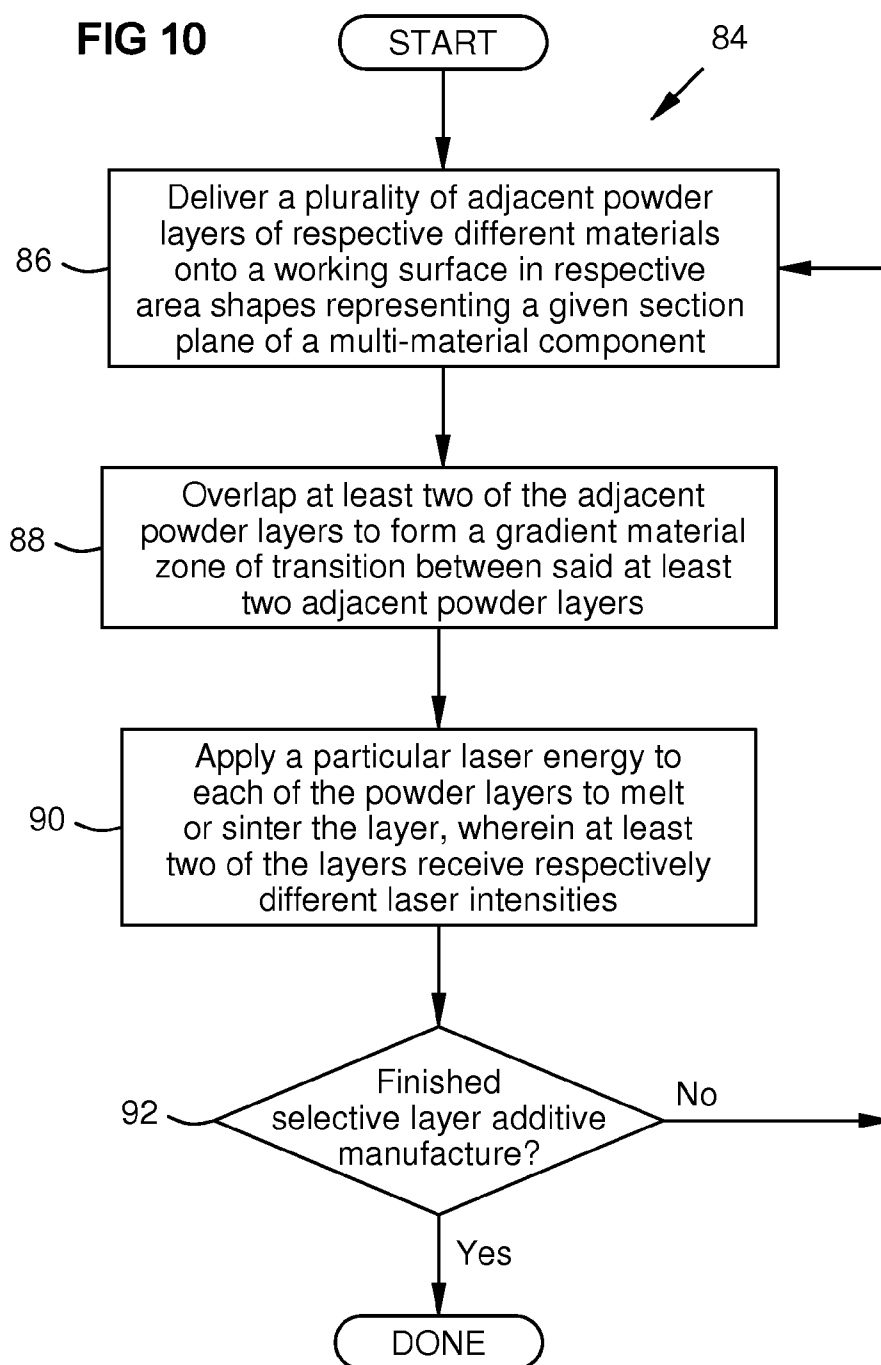 FIG 10
START
84
86
Deliver a plurality of adjacent powder
layers of respective different materials
onto a working surface in respective
area shapes representing a given section
plane of a multi-material component
88
Overlap at least two of the adjacent
powder layers to form a gradient material
zone of transition between said at least
two adjacent powder layers
90
Apply a particular laser energy to
each of the powder layers to melt
or sinter the layer, wherein at least
two of the layers receive respectively
different laser intensities
92
Finished
selective layer additive
manufacture?
No
Yes
DONE